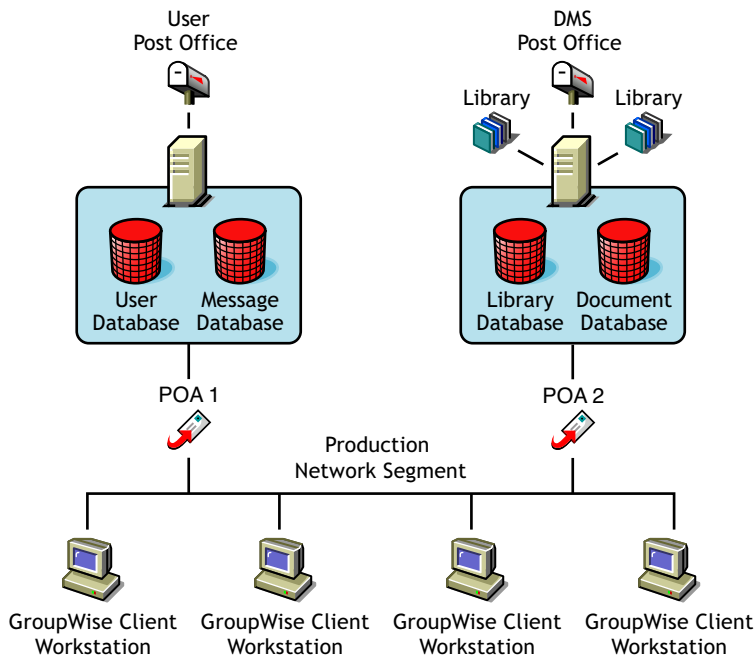 User
Post Office
DMS
Post Office
Library
Library
User
Database
Message
Database
Library
Database
Document
Database
POA 1
POA 2
Production
Network Segment
GroupWise Client
Workstation
GroupWise Client
Workstation
GroupWise Client
Workstation
GroupWise Client
Workstation